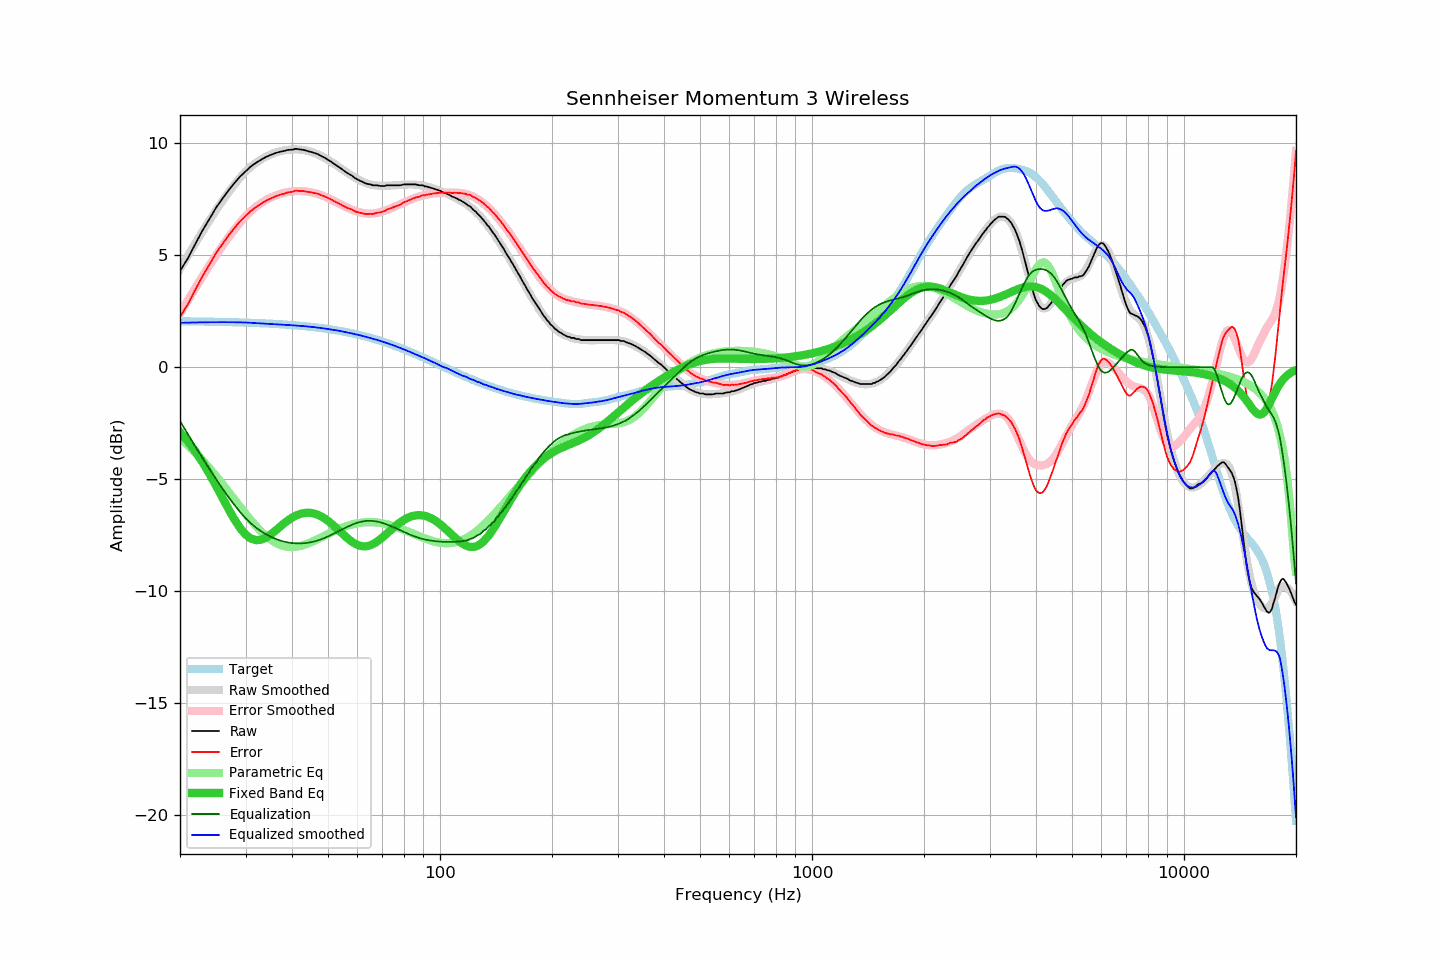 Sennheiser Momentum 3 Wireless
10
5
0
−5
−10
−15
−20
Amplitude (dBr)
Target
Raw Smoothed
Error Smoothed
Raw
Error
Parametric Eq
Fixed Band Eq
Equalization
Equalized smoothed
100
1000
10000
Frequency (Hz)